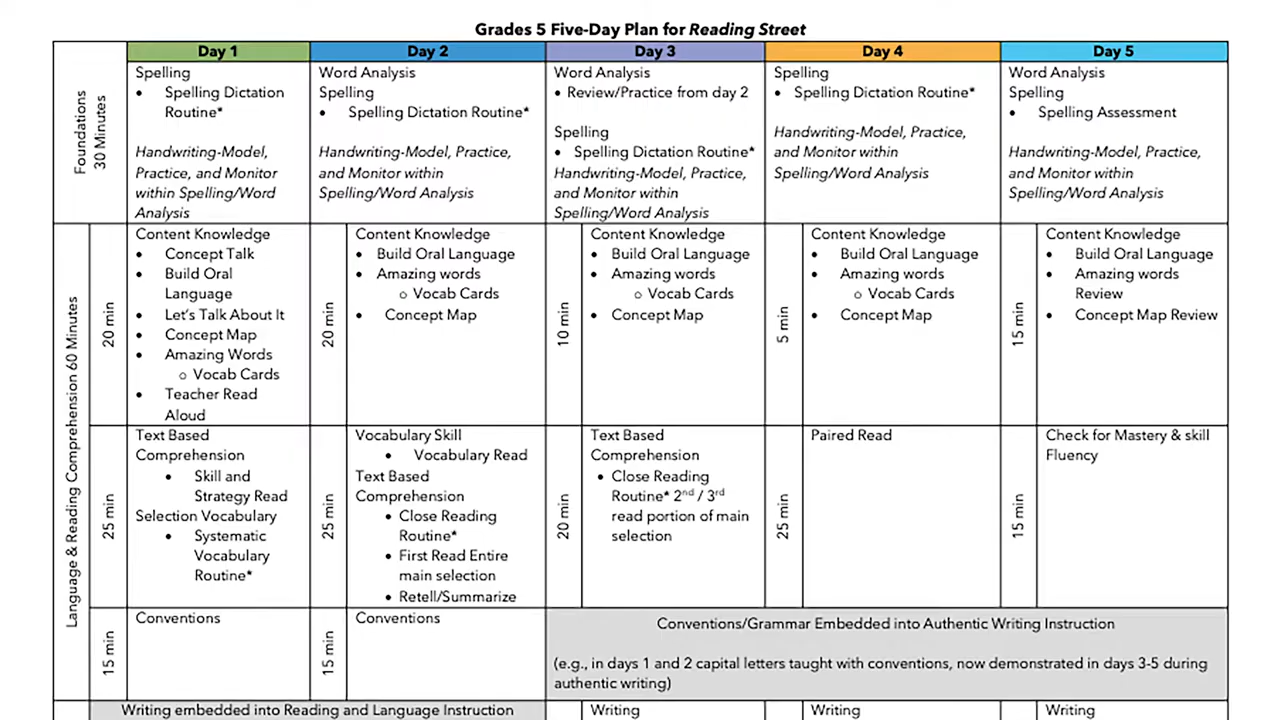 Grades 5 Five-Day Plan for Reading Street
Day 1
Day 2
Day 3
Day 4
Day 5
Foundations
30 Minutes
Spelling
• Spelling Dictation
Routine*
Handwriting-Model,
Practice, and Monitor
within Spelling/Word
Analysis
Word Analysis
Spelling
• Spelling Dictation Routine*
Handwriting-Model, Practice,
and Monitor within
Spelling/Word Analysis
Word Analysis
• Review/Practice from day 2
Spelling
• Spelling Dictation Routine*
Handwriting-Model, Practice,
and Monitor within
Spelling/Word Analysis
Spelling
• Spelling Dictation Routine*
Handwriting-Model, Practice,
and Monitor within
Spelling/Word Analysis
Word Analysis
Spelling
• Spelling Assessment
Handwriting-Model, Practice,
and Monitor within
Spelling/Word Analysis
Language & Reading Comprehension 60 Minutes
20 min
Content Knowledge
• Concept Talk
• Build Oral
Language
• Let's Talk About It
• Concept Map
• Amazing Words
o Vocab Cards
• Teacher Read
Aloud
20 min
Content Knowledge
• Build Oral Language
• Amazing words
o Vocab Cards
• Concept Map
10 min
Content Knowledge
• Build Oral Language
• Amazing words
o Vocab Cards
• Concept Map
5 min
Content Knowledge
• Build Oral Language
• Amazing words
o Vocab Cards
• Concept Map
15 min
Content Knowledge
• Build Oral Language
• Amazing words
Review
• Concept Map Review
25 min
Text Based
Comprehension
• Skill and
Strategy Read
Selection Vocabulary
• Systematic
Vocabulary
Routine*
25 min
Vocabulary Skill
• Vocabulary Read
Text Based
Comprehension
• Close Reading
Routine*
• First Read Entire
main selection
• Retell/Summarize
20 min
Text Based
Comprehension
• Close Reading
Routine* 2nd / 3rd
read portion of main
selection
25 min
Paired Read
15 min
Check for Mastery & skill
Fluency
15 min
Conventions
15 min
Conventions
Conventions/Grammar Embedded into Authentic Writing Instruction
(e.g., in days 1 and 2 capital letters taught with conventions, now demonstrated in days 3-5 during
authentic writing)
Writing embedded into Reading and Language Instruction
Writing
Writing
Writing